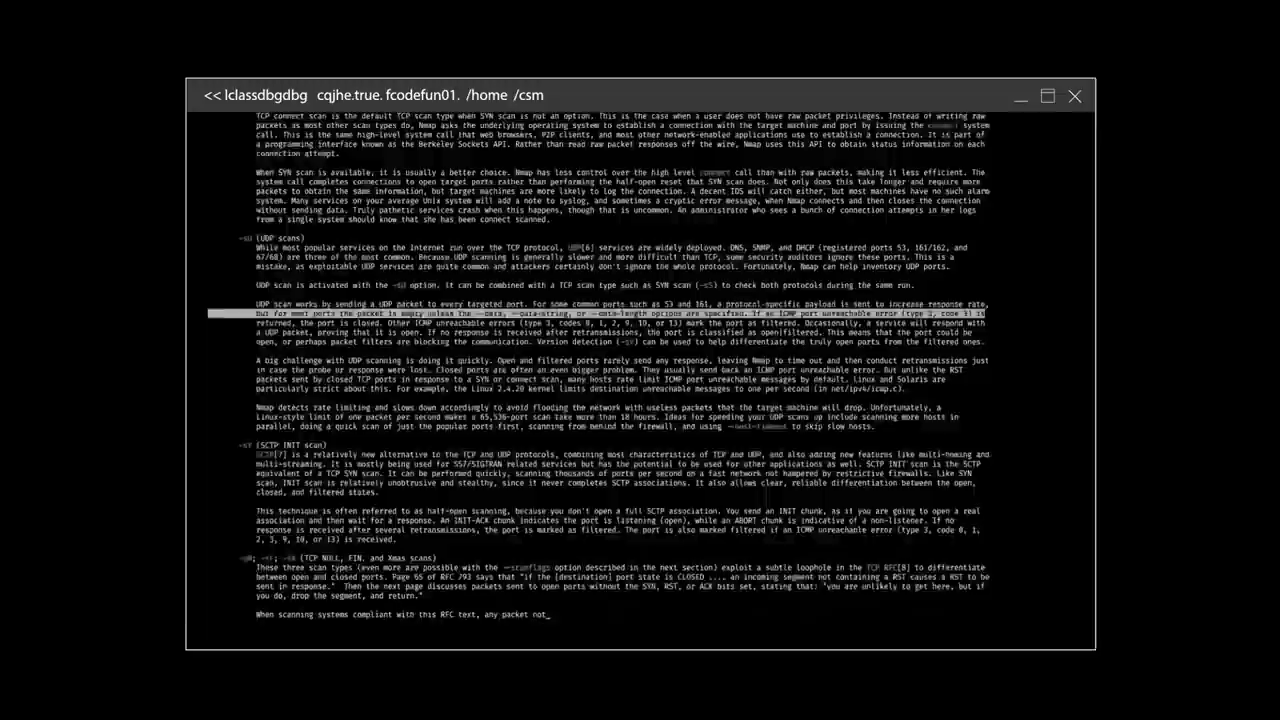 << lclassdbgdbg cqjhe.true. fcodefun01. /home /csm
TCP connect scan is the default TCP scan type when SYN scan is not an option. This is the case when a user does not have raw packet privileges. Instead of writing raw
packets as most other scan types do, Nmap asks the underlying operating system to establish a connection with the target machine and port by issuing the connect system
call. This is the same high-level system call that web browsers, P2P clients, and most other network-enabled applications use to establish a connection. It is part of
a programming interface known as the Berkeley Sockets API. Rather than read raw packet responses off the wire, Nmap uses this API to obtain status information on each
connection attempt.
When SYN scan is available, it is usually a better choice. Nmap has less control over the high level connect call than with raw packets, making it less efficient. The
system call completes connections to open target ports rather than performing the half-open reset that SYN scan does. Not only does this take longer and require more
packets to obtain the same information, but target machines are more likely to log the connection. A decent IDS will catch either, but most machines have no such alarm
system. Many services on your average Unix system will add a note to syslog, and sometimes a cryptic error message, when Nmap connects and then closes the connection
without sending data. Truly pathetic services crash when this happens, though that is uncommon. An administrator who sees a bunch of connection attempts in her logs
from a single system should know that she has been connect scanned.
-sU (UDP scans)
While most popular services on the Internet run over the TCP protocol, UDP[6] services are widely deployed. DNS, SNMP, and DHCP (registered ports 53, 161/162, and
67/68) are three of the most common. Because UDP scanning is generally slower and more difficult than TCP, some security auditors ignore these ports. This is a
mistake, as exploitable UDP services are quite common and attackers certainly don't ignore the whole protocol. Fortunately, Nmap can help inventory UDP ports.
UDP scan is activated with the -sU option. It can be combined with a TCP scan type such as SYN scan (-sS) to check both protocols during the same run.
UDP scan works by sending a UDP packet to every targeted port. For some common ports such as 53 and 161, a protocol-specific payload is sent to increase response rate,
but for most ports the packet is empty unless the --data, --data-string, or --data-length options are specified. If an ICMP port unreachable error (type 3, code 3) is
returned, the port is closed. Other ICMP unreachable errors (type 3, codes 0, 1, 2, 9, 10, or 13) mark the port as filtered. Occasionally, a service will respond with
a UDP packet, proving that it is open. If no response is received after retransmissions, the port is classified as open|filtered. This means that the port could be
open, or perhaps packet filters are blocking the communication. Version detection (-sV) can be used to help differentiate the truly open ports from the filtered ones.
A big challenge with UDP scanning is doing it quickly. Open and filtered ports rarely send any response, leaving Nmap to time out and then conduct retransmissions just
in case the probe or response were lost. Closed ports are often an even bigger problem. They usually send back an ICMP port unreachable error. But unlike the RST
packets sent by closed TCP ports in response to a SYN or connect scan, many hosts rate limit ICMP port unreachable messages by default. Linux and Solaris are
particularly strict about this. For example, the Linux 2.4.20 kernel limits destination unreachable messages to one per second (in net/ipv4/icmp.c).
Nmap detects rate limiting and slows down accordingly to avoid flooding the network with useless packets that the target machine will drop. Unfortunately, a
Linux-style limit of one packet per second makes a 65,536-port scan take more than 18 hours. Ideas for speeding your UDP scans up include scanning more hosts in
parallel, doing a quick scan of just the popular ports first, scanning from behind the firewall, and using --host-timeout to skip slow hosts.
-sY (SCTP INIT scan)
SCTP[7] is a relatively new alternative to the TCP and UDP protocols, combining most characteristics of TCP and UDP, and also adding new features like multi-homing and
multi-streaming. It is mostly being used for SS7/SIGTRAN related services but has the potential to be used for other applications as well. SCTP INIT scan is the SCTP
equivalent of a TCP SYN scan. It can be performed quickly, scanning thousands of ports per second on a fast network not hampered by restrictive firewalls. Like SYN
scan, INIT scan is relatively unobtrusive and stealthy, since it never completes SCTP associations. It also allows clear, reliable differentiation between the open,
closed, and filtered states.
This technique is often referred to as half-open scanning, because you don't open a full SCTP association. You send an INIT chunk, as if you are going to open a real
association and then wait for a response. An INIT-ACK chunk indicates the port is listening (open), while an ABORT chunk is indicative of a non-listener. If no
response is received after several retransmissions, the port is marked as filtered. The port is also marked filtered if an ICMP unreachable error (type 3, code 0, 1,
2, 3, 9, 10, or 13) is received.
-sN; -sF; -sX (TCP NULL, FIN, and Xmas scans)
These three scan types (even more are possible with the --scanflags option described in the next section) exploit a subtle loophole in the TCP RFC[8] to differentiate
between open and closed ports. Page 65 of RFC 793 says that "if the [destination] port state is CLOSED .... an incoming segment not containing a RST causes a RST to be
sent in response." Then the next page discusses packets sent to open ports without the SYN, RST, or ACK bits set, stating that: "you are unlikely to get here, but if
you do, drop the segment, and return."
When scanning systems compliant with this RFC text, any packet not_